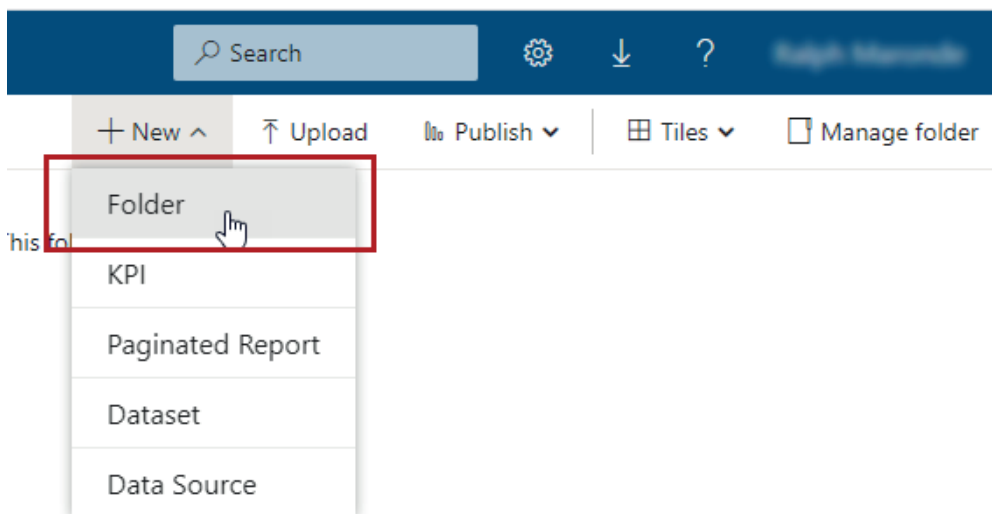 Search ?
New Upload Publish Tiles Manage folder
Folder
KPI
Paginated Report
Dataset
Data Source